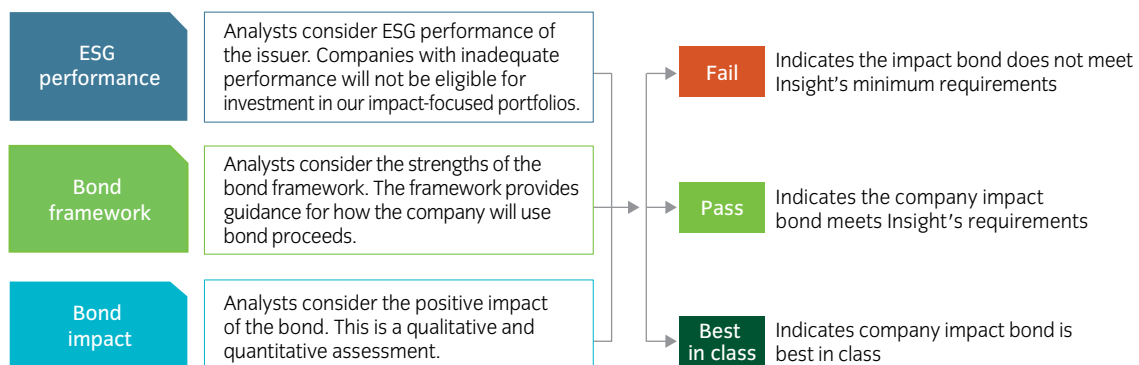 ESG
performance
Analysts consider ESG performance of
the issuer. Companies with inadequate
performance will not be eligible for
investment in our impact-focused portfolios.
Bond
framework
Analysts consider the strengths of the
bond framework. The framework provides
guidance for how the company will use
bond proceeds.
Bond
impact
Analysts consider the positive impact
of the bond. This is a qualitative and
quantitative assessment.
Fail
Indicates the impact bond does not meet
Insight's minimum requirements
Pass
Indicates the company impact
bond meets Insight's requirements
Best
in class
Indicates company impact bond is
best in class